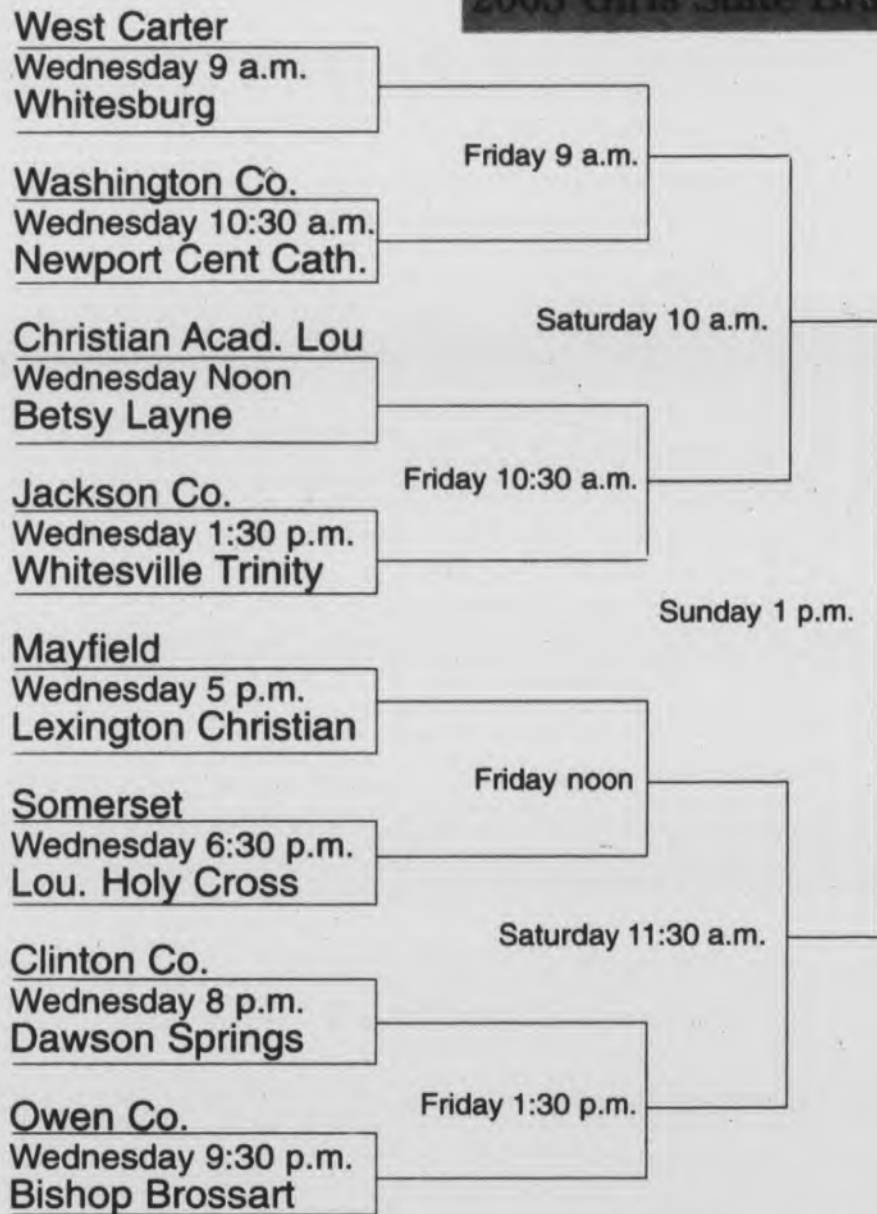 Girls State
West Carter
Wednesday 9 a.m.
Whitesburg
Friday 9 a.m.
Washington Co.
Wednesday 10:30 a.m.
Newport Cent Cath.
Saturday 10 a.m.
Christian Acad. Lou
Wednesday Noon
Betsy Layne
Friday 10:30 a.m.
Jackson Co.
Wednesday 1:30 p.m.
Whitesville Trinity
Sunday 1 p.m.
Mayfield
Wednesday 5 p.m.
Lexington Christian
Friday noon
Somerset
Wednesday 6:30 p.m.
Lou. Holy Cross
Saturday 11:30 a.m.
Clinton Co.
Wednesday 8 p.m.
Dawson Springs
Friday 1:30 p.m.
Owen Co.
Wednesday 9:30 p.m.
Bishop Brossart